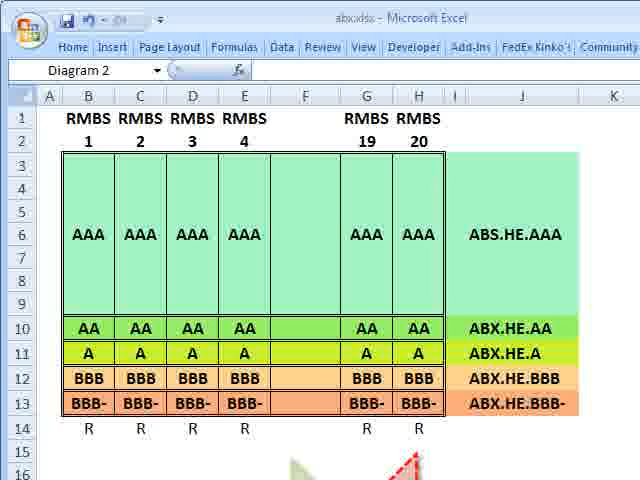 abx.xlsx - Microsoft Excel
Home Insert Page Layout Formulas Data Review View Developer Add-Ins FedEx Kinko's Community
Diagram 2 fx
A B C D E F G H I J K
1 RMBS RMBS RMBS RMBS RMBS RMBS
2 1 2 3 4 19 20
3
4
5
6 AAA AAA AAA AAA AAA AAA ABS.HE.AAA
7
8
9
10 AA AA AA AA AA AA ABX.HE.AA
11 A A A A A A ABX.HE.A
12 BBB BBB BBB BBB BBB BBB ABX.HE.BBB
13 BBB- BBB- BBB- BBB- BBB- BBB- ABX.HE.BBB-
14 R R R R R R
15
16